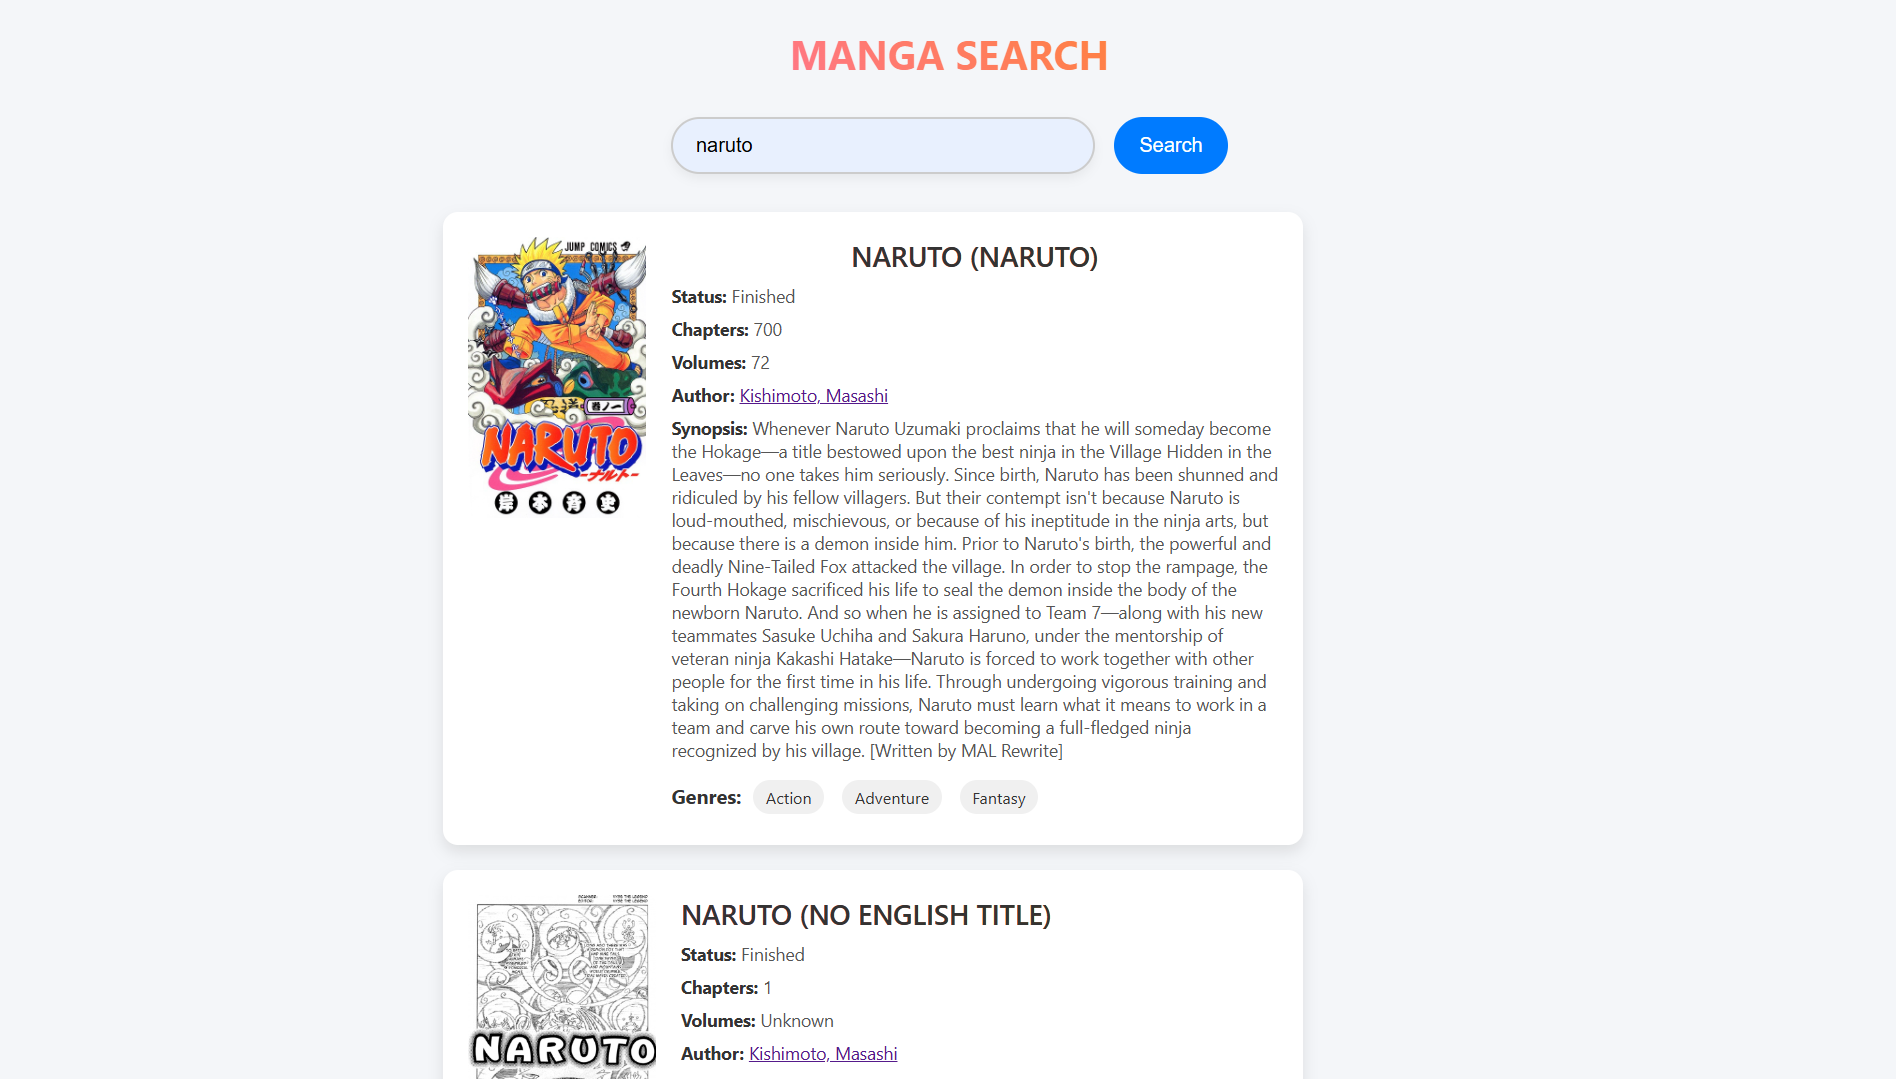 MANGA SEARCH
naruto
Search
JUMP COMICS
巻ノ一
NARUTO
-ナルト-
岸本斉史
NARUTO (NARUTO)
Status: Finished
Chapters: 700
Volumes: 72
Author: Kishimoto, Masashi
Synopsis: Whenever Naruto Uzumaki proclaims that he will someday become
the Hokage—a title bestowed upon the best ninja in the Village Hidden in the
Leaves—no one takes him seriously. Since birth, Naruto has been shunned and
ridiculed by his fellow villagers. But their contempt isn't because Naruto is
loud-mouthed, mischievous, or because of his ineptitude in the ninja arts, but
because there is a demon inside him. Prior to Naruto's birth, the powerful and
deadly Nine-Tailed Fox attacked the village. In order to stop the rampage, the
Fourth Hokage sacrificed his life to seal the demon inside the body of the
newborn Naruto. And so when he is assigned to Team 7—along with his new
teammates Sasuke Uchiha and Sakura Haruno, under the mentorship of
veteran ninja Kakashi Hatake—Naruto is forced to work together with other
people for the first time in his life. Through undergoing vigorous training and
taking on challenging missions, Naruto must learn what it means to work in a
team and carve his own route toward becoming a full-fledged ninja
recognized by his village. [Written by MAL Rewrite]
Genres: Action Adventure Fantasy
NARUTO
NARUTO (NO ENGLISH TITLE)
Status: Finished
Chapters: 1
Volumes: Unknown
Author: Kishimoto, Masashi